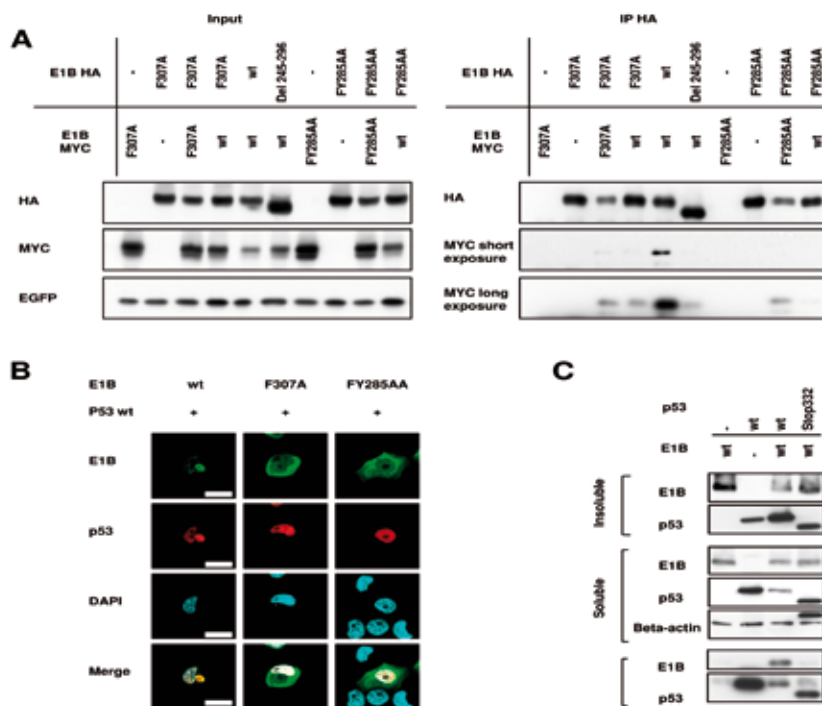 A
Input
E1B HA
- F307A F307A F307A wt Del 245-296 - FY285AA FY285AA FY285AA
E1B MYC
F307A - F307A wt wt wt FY285AA - FY285AA wt
HA
MYC
EGFP
IP HA
E1B HA
- F307A F307A F307A wt Del 245-296 - FY285AA FY285AA FY285AA
E1B MYC
F307A - F307A wt wt wt FY285AA - FY285AA wt
HA
MYC short
exposure
MYC long
exposure
B
E1B wt F307A FY285AA
P53 wt + + +
E1B
p53
DAPI
Merge
C
p53 - wt wt Stop332
E1B wt - wt wt
Insoluble
E1B
p53
Soluble
E1B
p53
Beta-actin
E1B
p53